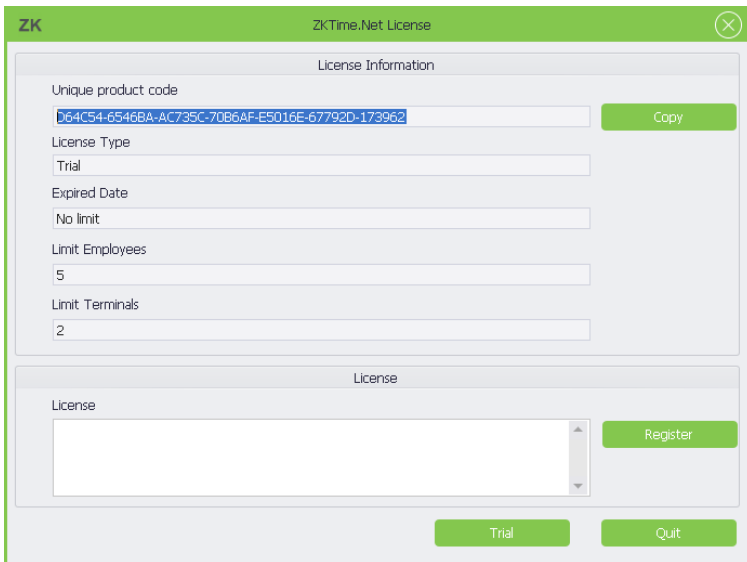 ZK ZKTime.Net License
License Information
Unique product code
D64C54-6546BA-AC735C-70B6AF-E5016E-67792D-173962 Copy
License Type
Trial
Expired Date
No limit
Limit Employees
5
Limit Terminals
2
License
License
Register
Trial Quit